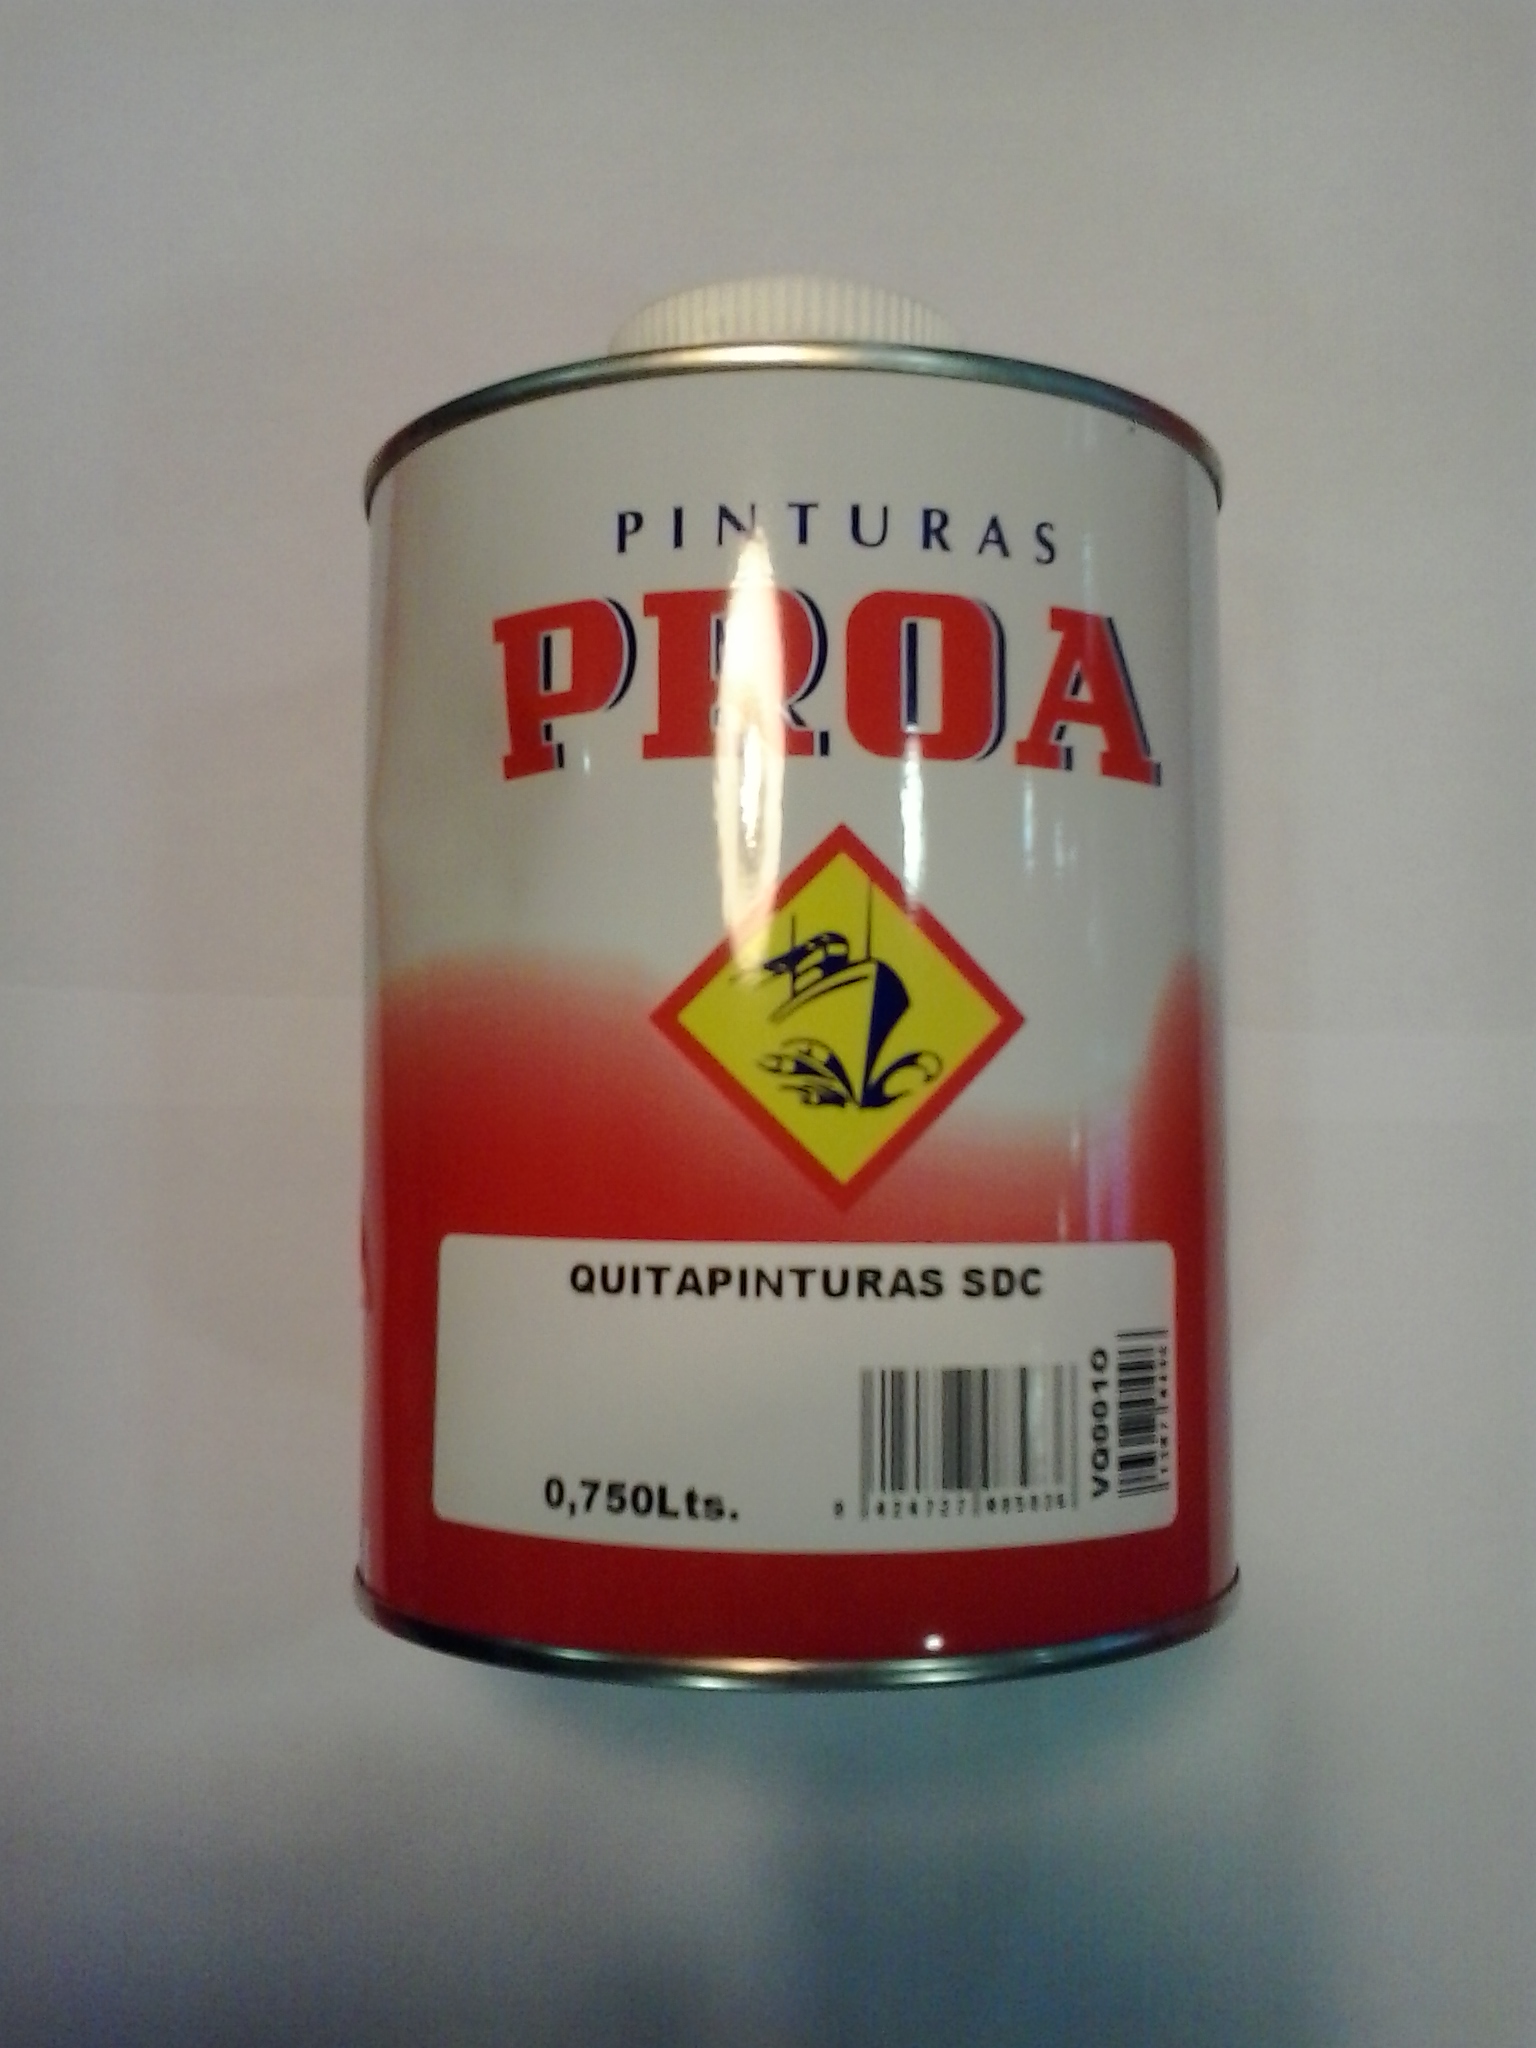 PINTURAS
PROA
QUITAPINTURAS SDC
VQ0010
0,750Lts.